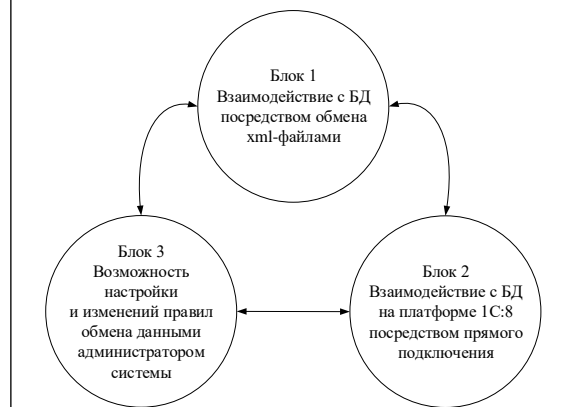 Блок 1
Взаимодействие с БД
посредством обмена
xml-файлами
Блок 3
Возможность
настройки
и изменений правил
обмена данными
администратором
системы
Блок 2
Взаимодействие с БД
на платформе 1С:8
посредством прямого
подключения